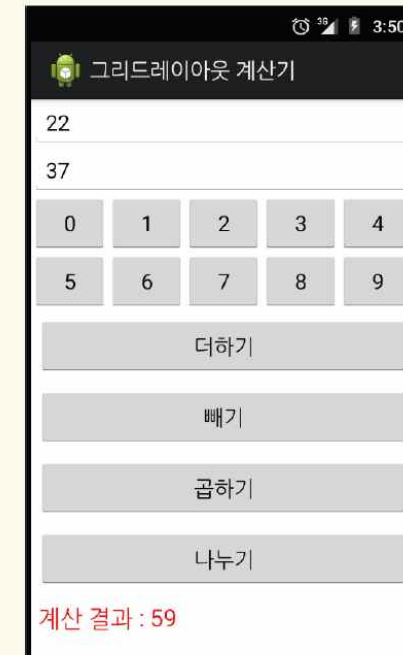 3G 3:50
그리드레이아웃 계산기
22
37
0 1 2 3 4
5 6 7 8 9
더하기
빼기
곱하기
나누기
계산 결과 : 59